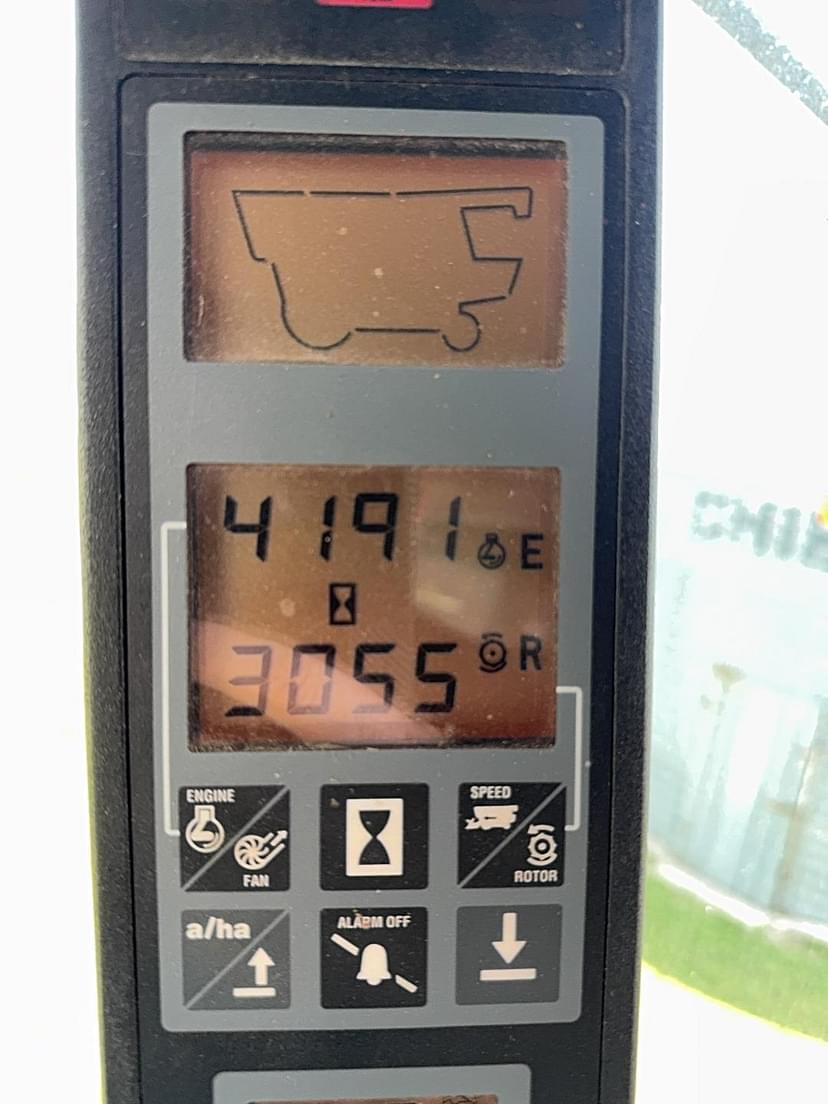 4191 E
3055 R
ENGINE
FAN
SPEED
ROTOR
a/ha
ALARM OFF